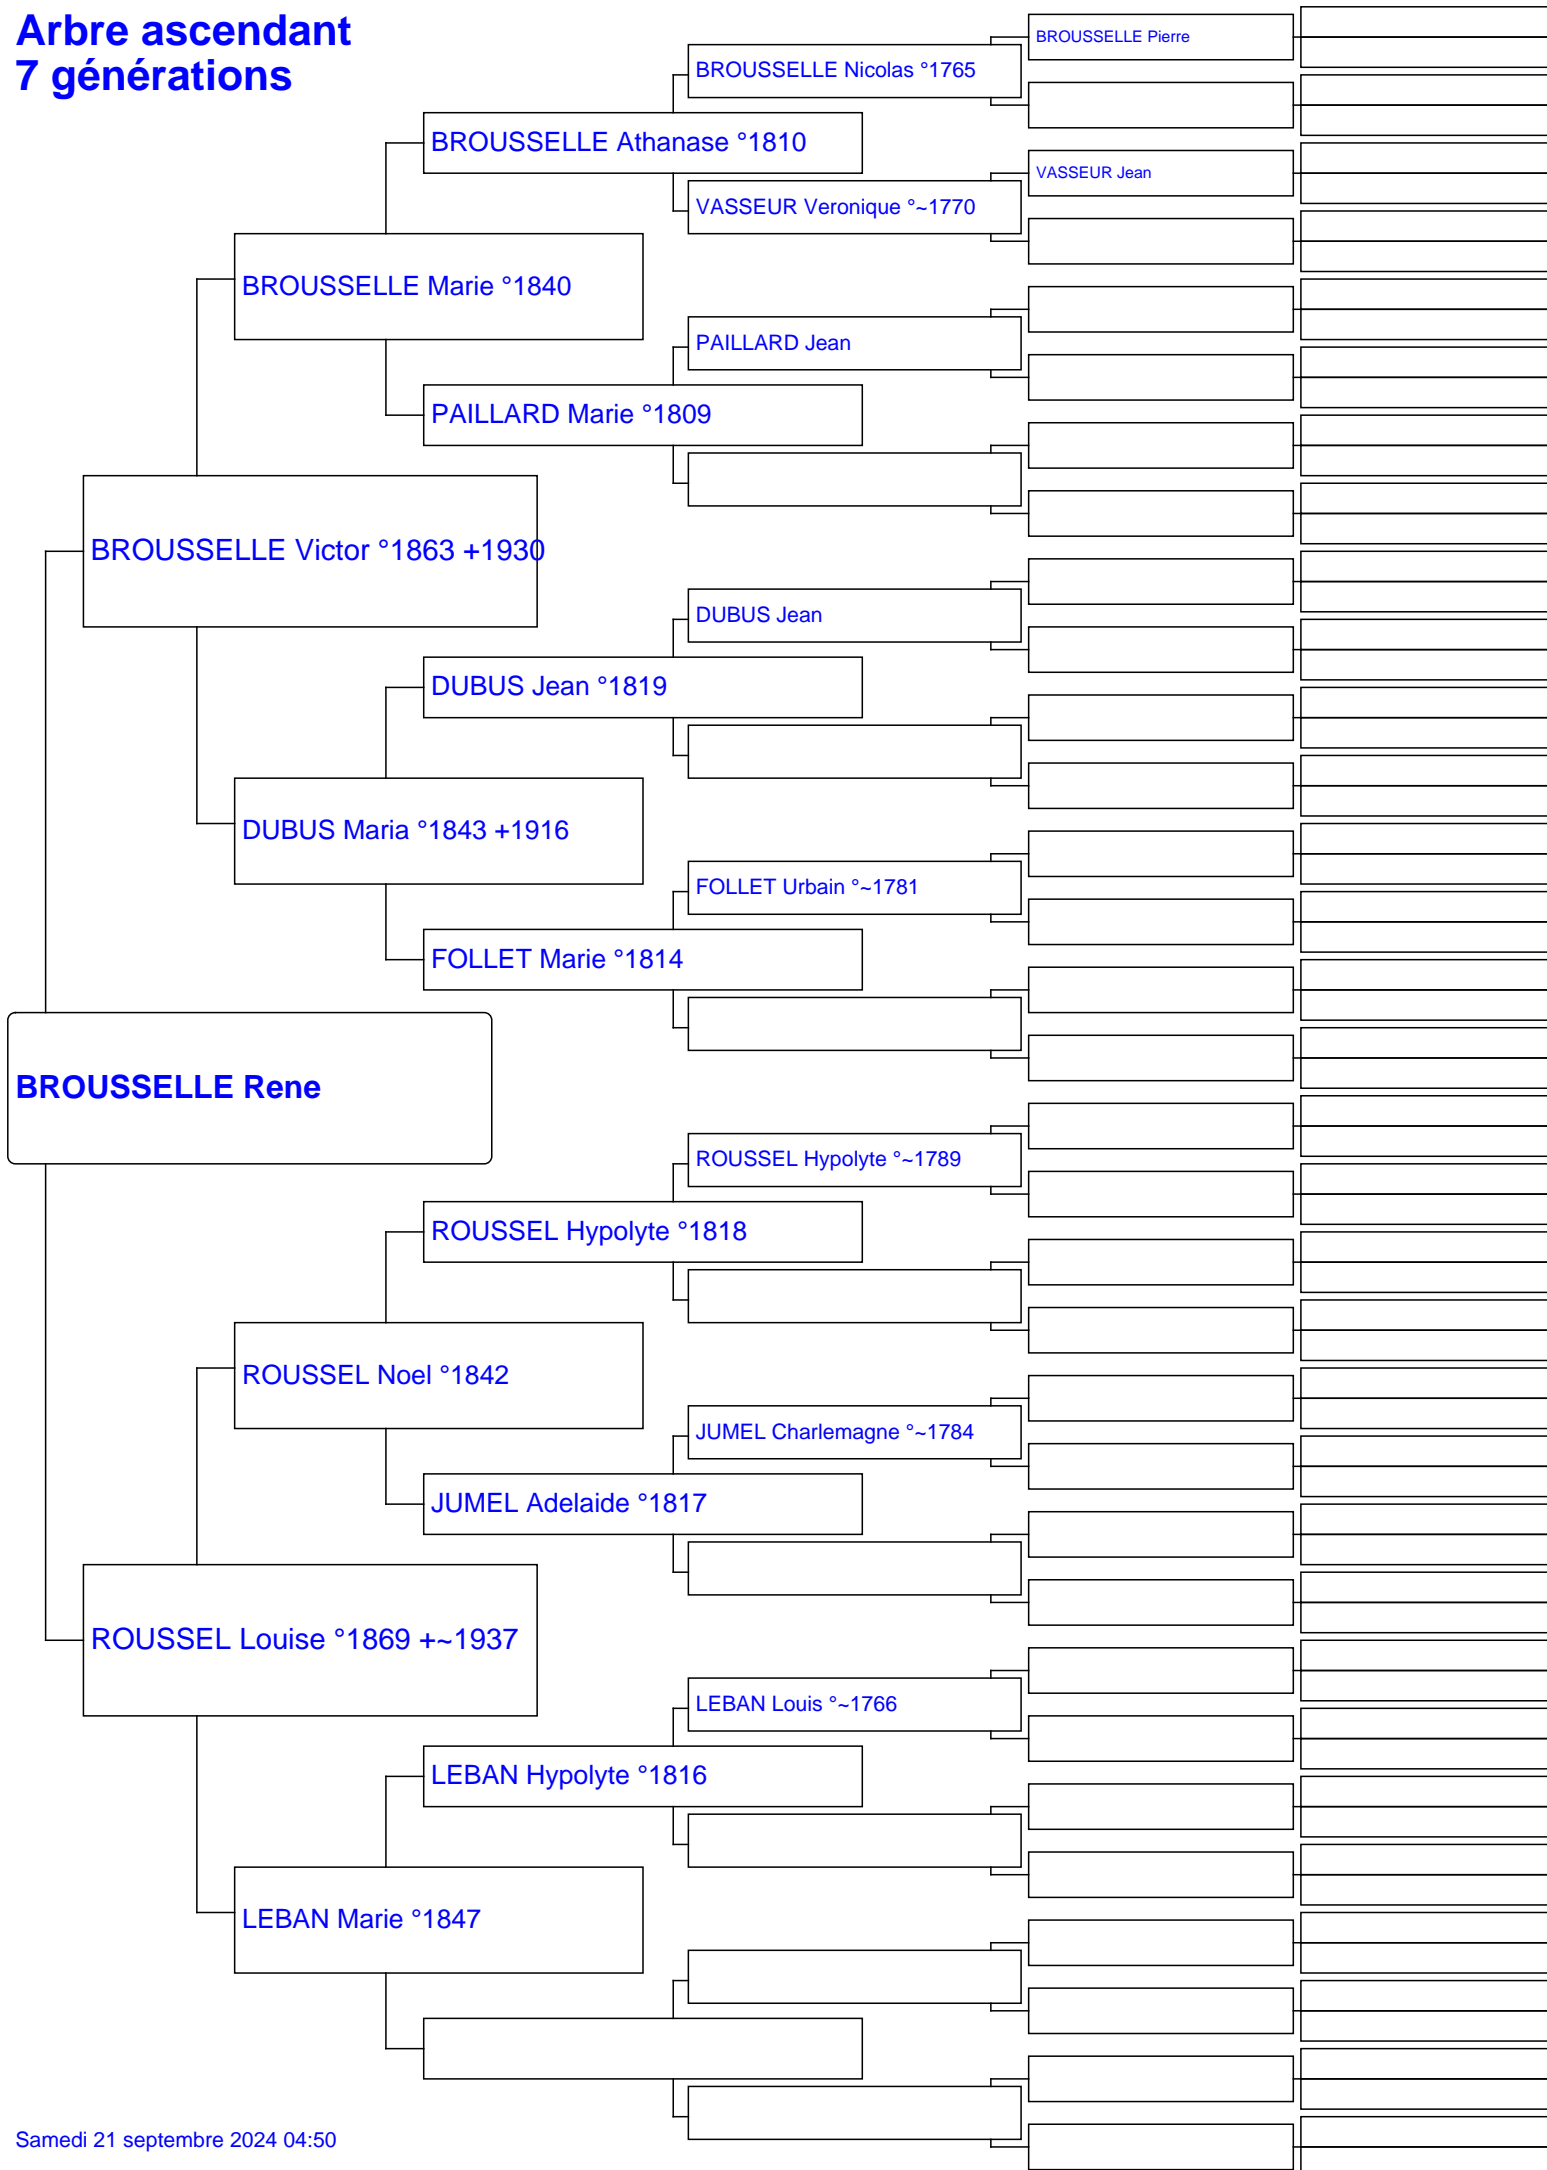 Arbre ascendant
7 générations
BROUSSELLE Pierre
BROUSSELLE Nicolas °1765
BROUSSELLE Athanase °1810
VASSEUR Jean
VASSEUR Veronique °~1770
BROUSSELLE Marie °1840
PAILLARD Jean
PAILLARD Marie °1809
BROUSSELLE Victor °1863 +1930
DUBUS Jean
DUBUS Jean °1819
DUBUS Maria °1843 +1916
FOLLET Urbain °~1781
FOLLET Marie °1814
BROUSSELLE Rene
ROUSSEL Hypolyte °~1789
ROUSSEL Hypolyte °1818
ROUSSEL Noel °1842
JUMEL Charlemagne °~1784
JUMEL Adelaide °1817
ROUSSEL Louise °1869 +~1937
LEBAN Louis °~1766
LEBAN Hypolyte °1816
LEBAN Marie °1847
Samedi 21 septembre 2024 04:50